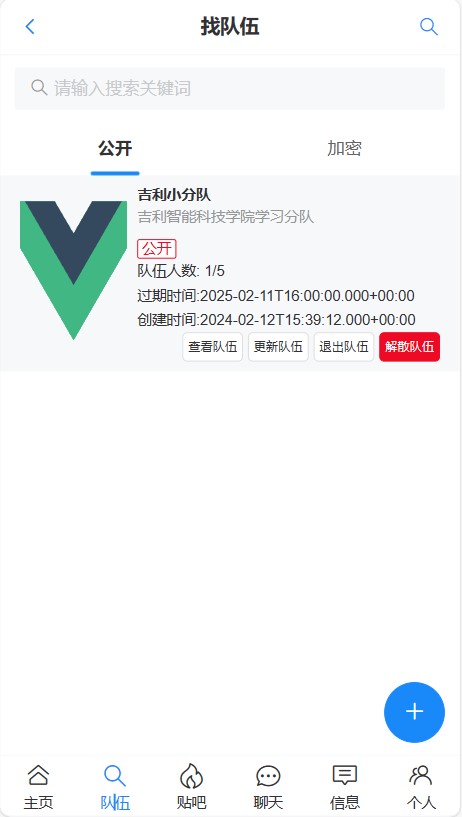 找队伍
请输入搜索关键词
公开 加密
吉利小分队
吉利智能科技学院学习分队
公开
队伍人数: 1/5
过期时间:2025-02-11T16:00:00.000+00:00
创建时间:2024-02-12T15:39:12.000+00:00
查看队伍 更新队伍 退出队伍 解散队伍
主页 队伍 贴吧 聊天 信息 个人